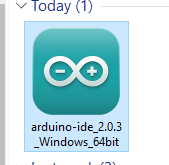 Today (1)
arduino-ide_2.0.3
_Windows_64bit